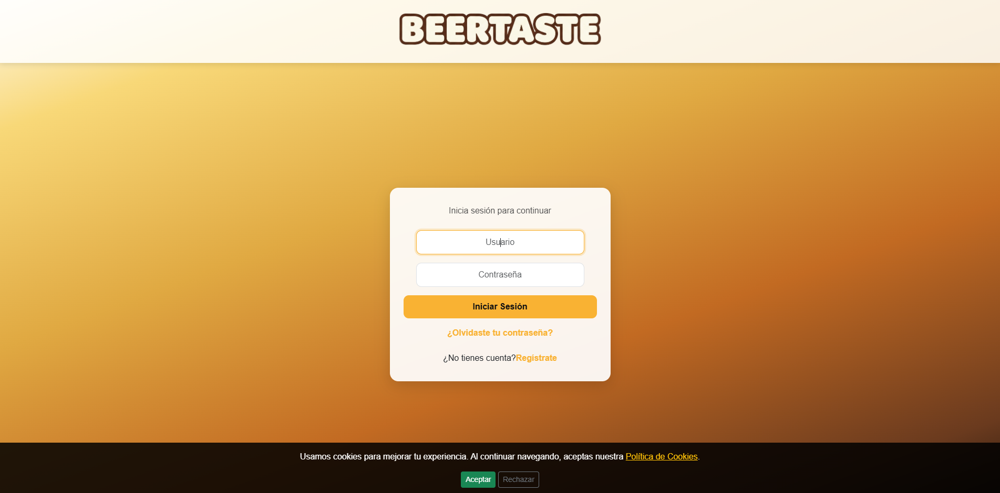 BEERTASTE
Inicia sesión para continuar
Usuario
Contraseña
Iniciar Sesión
¿Olvidaste tu contraseña?
¿No tienes cuenta?Registrate
Usamos cookies para mejorar tu experiencia. Al continuar navegando, aceptas nuestra Política de Cookies.
Aceptar Rechazar